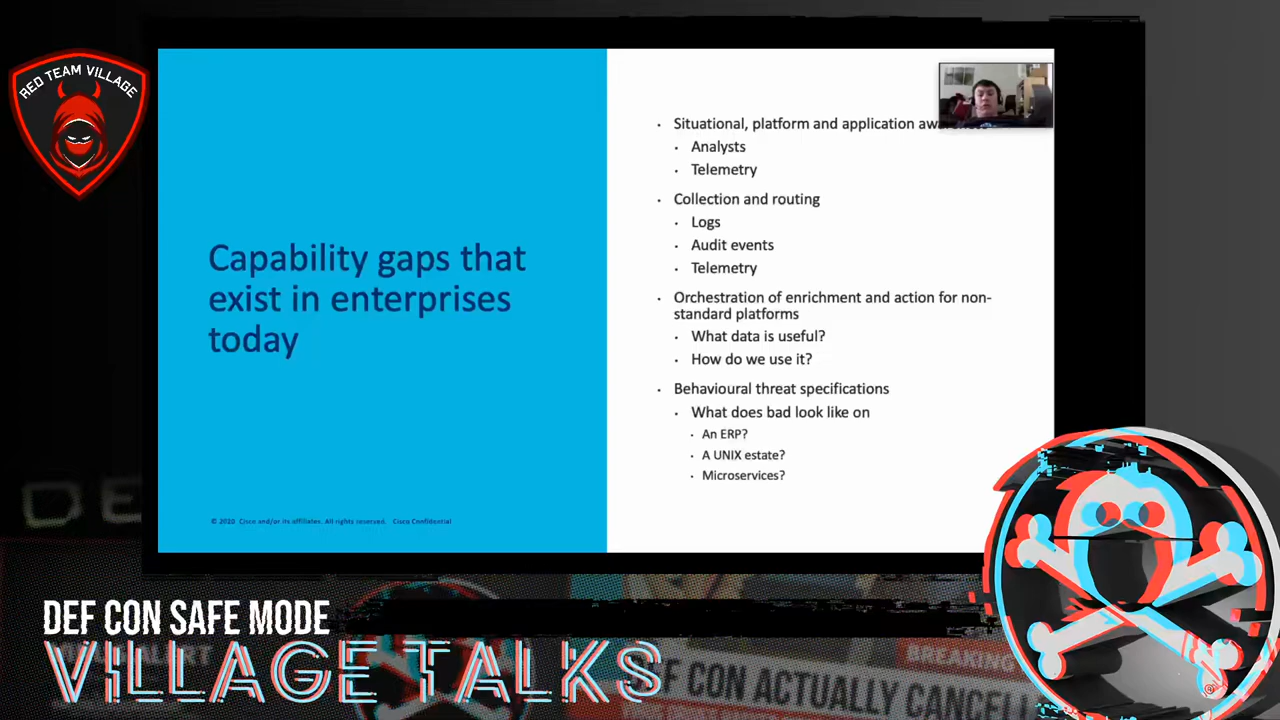 RED TEAM VILLAGE
Capability gaps that
exist in enterprises
today
© 2020 Cisco and/or its affiliates. All rights reserved. Cisco Confidential
• Situational, platform and application
• Analysts
• Telemetry
• Collection and routing
• Logs
• Audit events
• Telemetry
• Orchestration of enrichment and action for non-
standard platforms
• What data is useful?
• How do we use it?
• Behavioural threat specifications
• What does bad look like on
• An ERP?
• A UNIX estate?
• Microservices?
DEF CON SAFE MODE
VILLAGE TALKS
BREAKING
DEF CON ACTUALLY